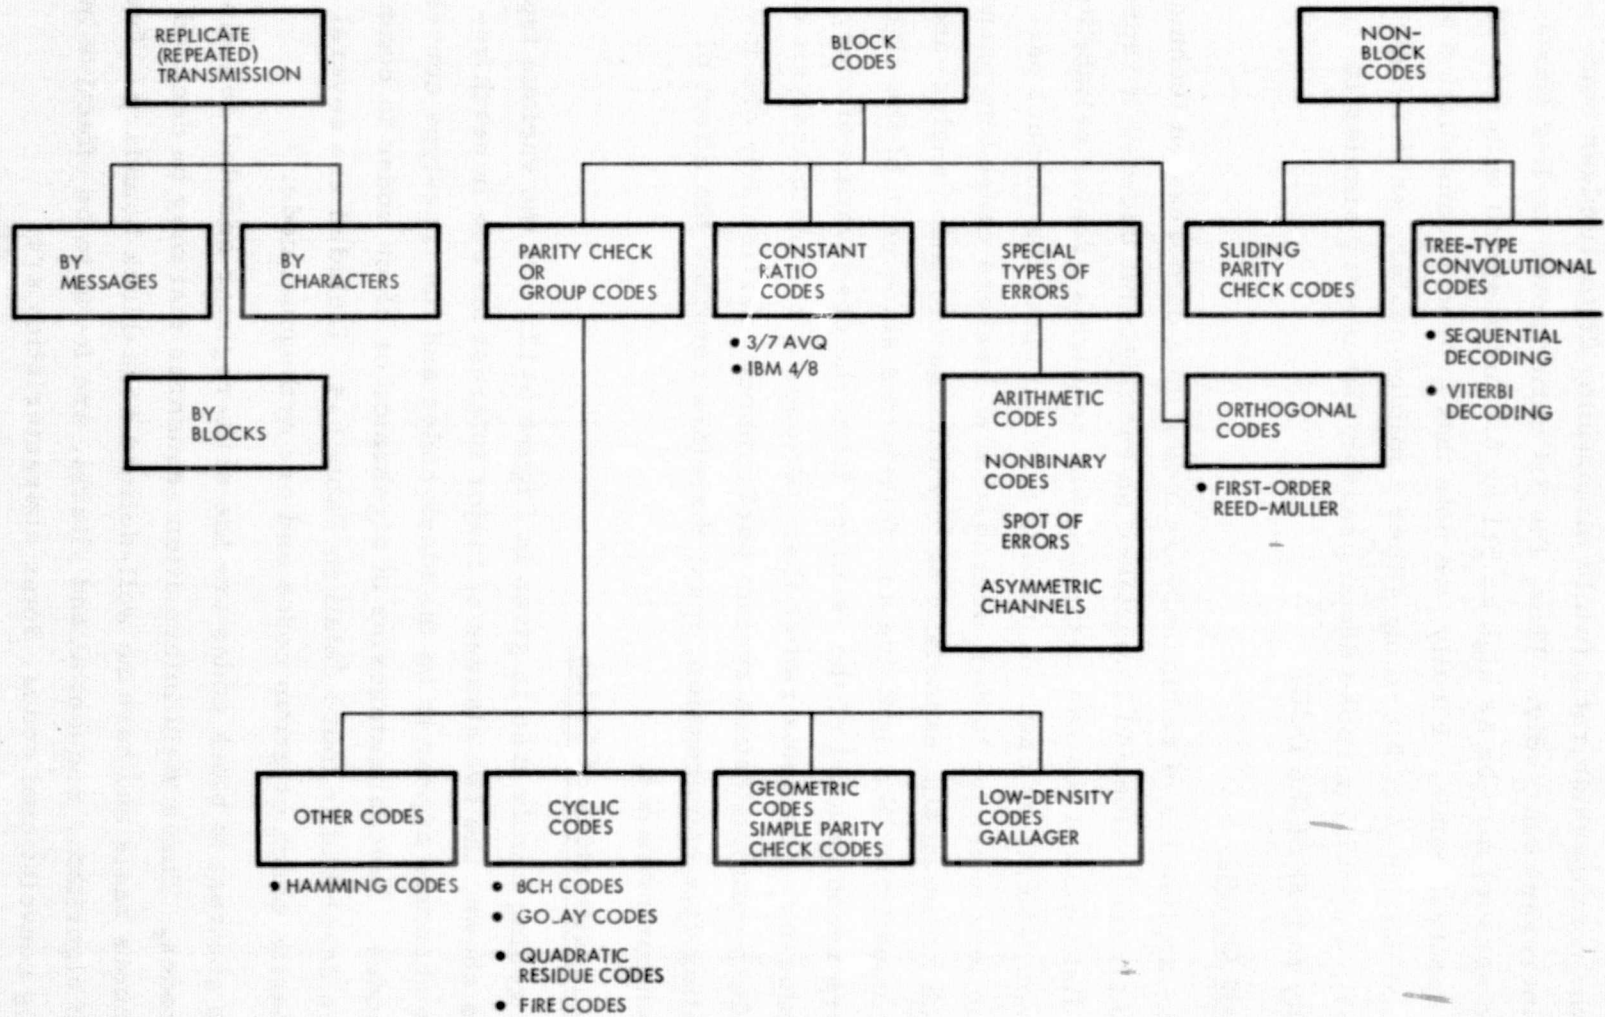 REPLICATE
(REPEATED)
TRANSMISSION
BLOCK
CODES
NON-
BLOCK
CODES
BY
MESSAGES
BY
CHARACTERS
BY
BLOCKS
PARITY CHECK
OR
GROUP CODES
CONSTANT
RATIO
CODES
• 3/7 AVQ
• IBM 4/8
SPECIAL
TYPES OF
ERRORS
ARITHMETIC
CODES
NONBINARY
CODES
SPOT OF
ERRORS
ASYMMETRIC
CHANNELS
ORTHOGONAL
CODES
• FIRST-ORDER
REED-MULLER
SLIDING
PARITY
CHECK CODES
TREE-TYPE
CONVOLUTIONAL
CODES
• SEQUENTIAL
DECODING
• VITERBI
DECODING
OTHER CODES
• HAMMING CODES
CYCLIC
CODES
• BCH CODES
• GOLAY CODES
• QUADRATIC
RESIDUE CODES
• FIRE CODES
GEOMETRIC
CODES
SIMPLE PARITY
CHECK CODES
LOW-DENSITY
CODES
GALLAGER